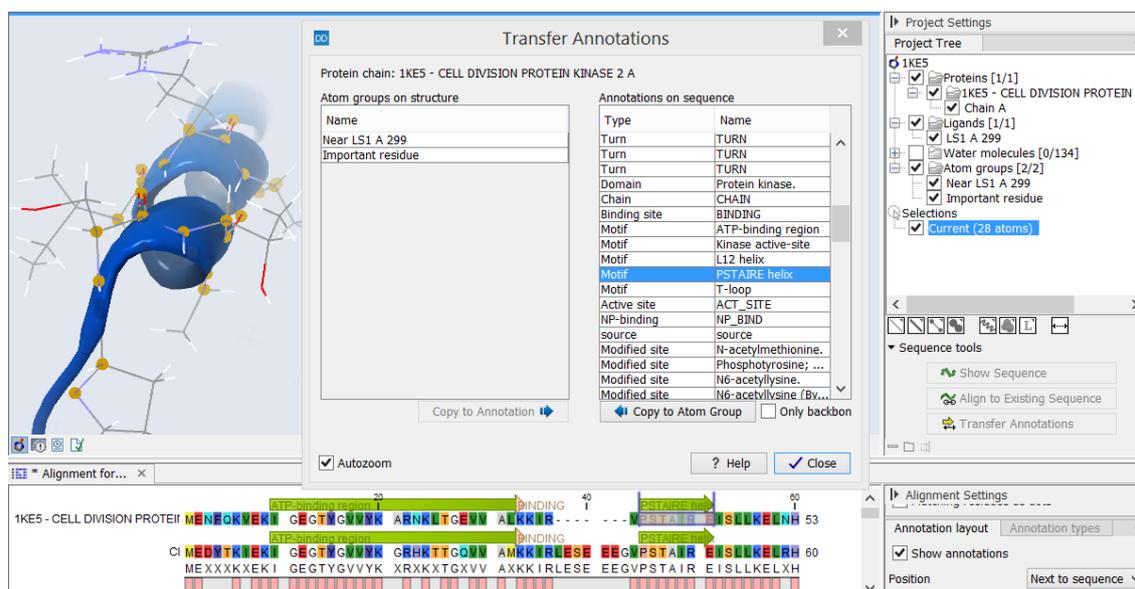 DD
Transfer Annotations
Protein chain: 1KE5 - CELL DIVISION PROTEIN KINASE 2 A
Atom groups on structure
Name
Near LS1 A 299
Important residue
Copy to Annotation
Annotations on sequence
Type Name
Turn TURN
Turn TURN
Turn TURN
Domain Protein kinase.
Chain CHAIN
Binding site BINDING
Motif ATP-binding region
Motif Kinase active-site
Motif L12 helix
Motif PSTAIRE helix
Motif T-loop
Active site ACT_SITE
NP-binding NP_BIND
source source
Modified site N-acetylmethionine.
Modified site Phosphotyrosine; ...
Modified site N6-acetyllysine.
Modified site N6-acetyllysine (By...
Copy to Atom Group Only backbon
Autozoom
? Help
Close
Project Settings
Project Tree
1KE5
Proteins [1/1]
1KE5 - CELL DIVISION PROTEIN
Chain A
Ligands [1/1]
LS1 A 299
Water molecules [0/134]
Atom groups [2/2]
Near LS1 A 299
Important residue
Selections
Current (28 atoms)
Sequence tools
Show Sequence
Align to Existing Sequence
Transfer Annotations
* Alignment for...
20 40 60
ATP-binding region BINDING PSTAIRE heli
1KE5 - CELL DIVISION PROTEI MENFQKVEKI GEGTYGVVYK ARNKLTGEVV ALKKIR- - - - - - - -V PSTAIR EISLLKELNH 53
ATP-binding region BINDING PSTAIRE heli
CI MEDYTKIEKI GEGTYGVVYK GRHKTTGQVV AMKKIRLESE EEGVPSTAIR EISLLKELRH 60
MEXXXKXEKI GEGTYGVVYK XRXKXTGXVV AXKKIRLESE EEGVPSTAIR EISLLKELXH
Alignment Settings
Annotation layout Annotation types
Show annotations
Position Next to sequence